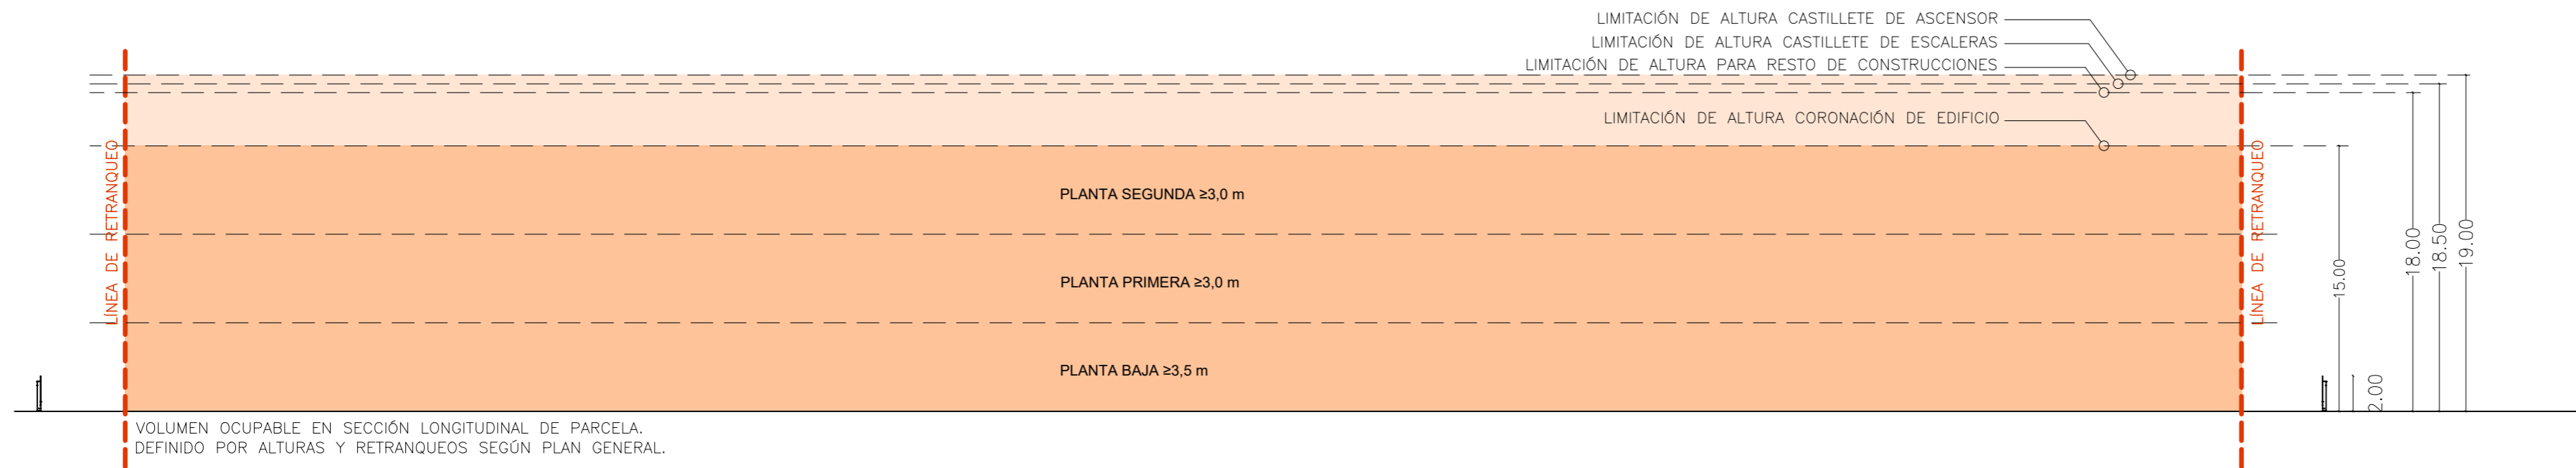 LIMITACIÓN DE ALTURA CASTILLETE DE ASCENSOR
LIMITACIÓN DE ALTURA CASTILLETE DE ESCALERAS
LIMITACIÓN DE ALTURA PARA RESTO DE CONSTRUCCIONES
LIMITACIÓN DE ALTURA CORONACIÓN DE EDIFICIO
LÍNEA DE RETRANQUEO
PLANTA SEGUNDA ≥3,0 m
PLANTA PRIMERA ≥3,0 m
PLANTA BAJA ≥3,5 m
LÍNEA DE RETRANQUEO
15.00
2.00
18.00
18.50
19.00
VOLUMEN OCUPABLE EN SECCIÓN LONGITUDINAL DE PARCELA.
DEFINIDO POR ALTURAS Y RETRANQUEOS SEGÚN PLAN GENERAL.